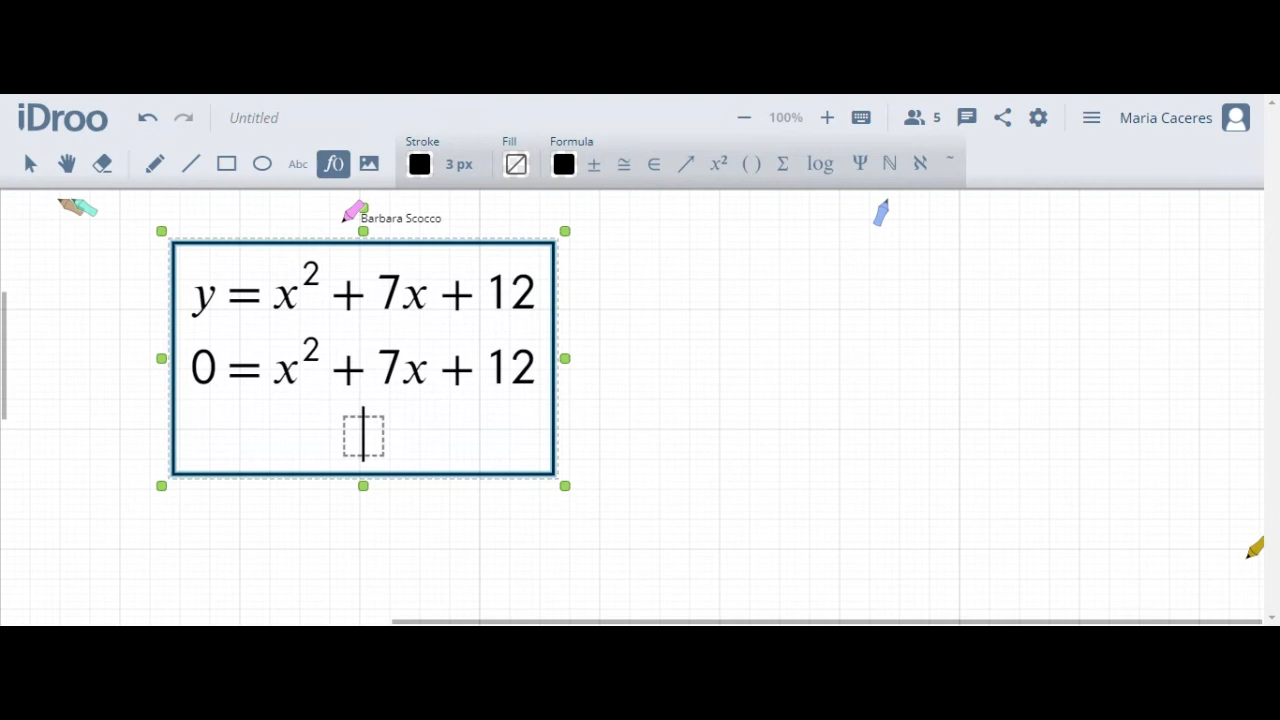 iDroo
Untitled
100%
5
Maria Caceres
Stroke
Fill
Formula
Abc
f()
3 px
± ≅ ∈ x² ( ) Σ log Ψ ℕ ℵ ~
Barbara Scocco
y = x² + 7x + 12
0 = x² + 7x + 12